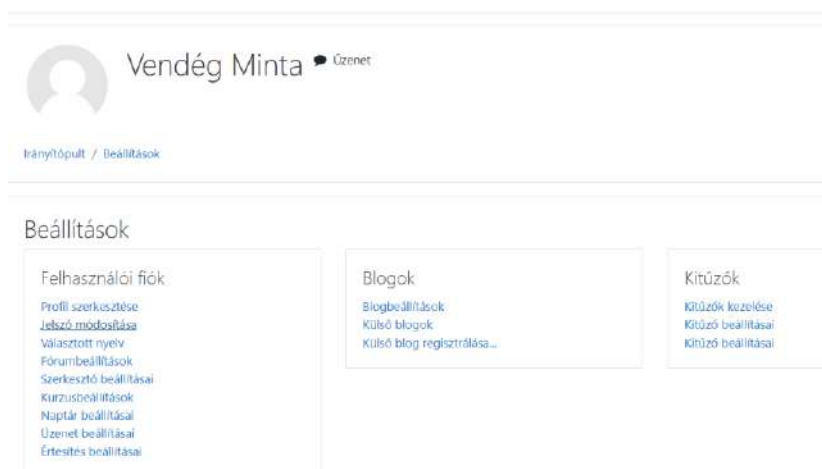 Vendég Minta Üzenet
Irányítópult / Beállítások
Beállítások
Felhasználói fiók
Profil szerkesztése
Jelszó módosítása
Választott nyelv
Fórumbeállítások
Szerkesztő beállításai
Kurzusbeállítások
Naptár beállításai
Üzenet beállításai
Értesítés beállításai
Blogok
Blogbeállítások
Külső blogok
Külső blog regisztrálása...
Kitűzők
Kitűzők kezelése
Kitűző beállításai
Kitűző beállításai